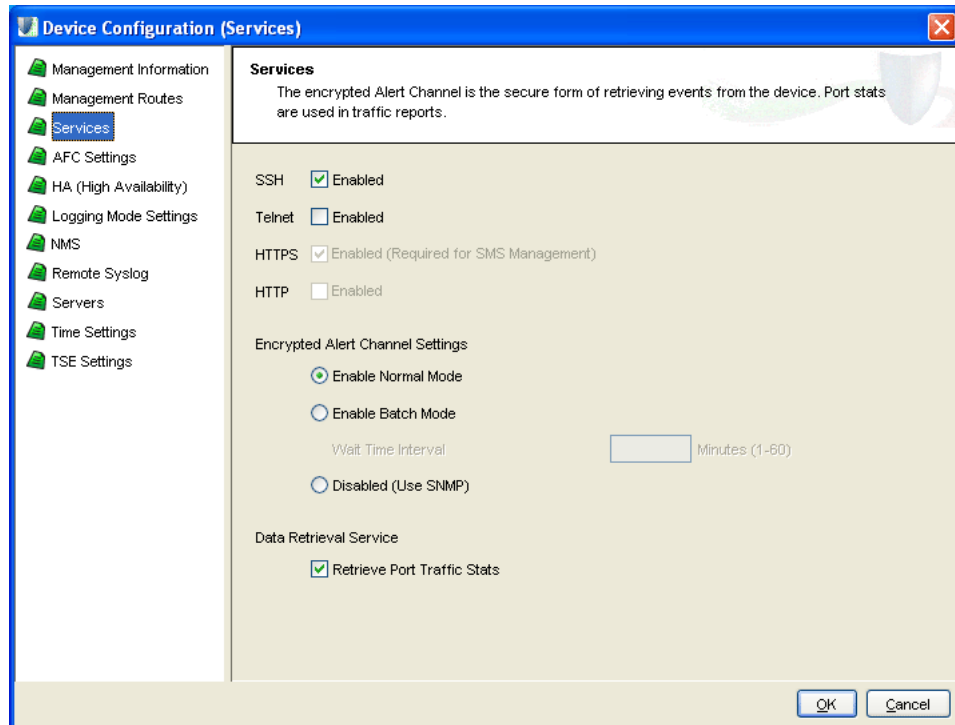 Device Configuration (Services)
Management Information
Management Routes
Services
AFC Settings
HA (High Availability)
Logging Mode Settings
NMS
Remote Syslog
Servers
Time Settings
TSE Settings
Services
The encrypted Alert Channel is the secure form of retrieving events from the device. Port stats
are used in traffic reports.
SSH Enabled
Telnet Enabled
HTTPS Enabled (Required for SMS Management)
HTTP Enabled
Encrypted Alert Channel Settings
Enable Normal Mode
Enable Batch Mode
Wait Time Interval Minutes (1-60)
Disabled (Use SNMP)
Data Retrieval Service
Retrieve Port Traffic Stats
OK Cancel